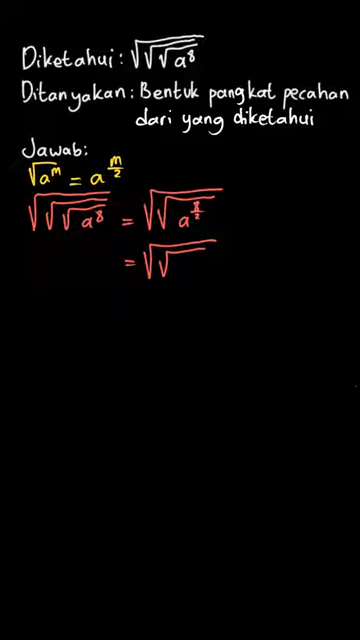 Diketahui: √√√a⁸
Ditanyakan: Bentuk pangkat pecahan
dari yang diketahui
Jawab:
√aᵐ = a^(m/2)
√√√a⁸ = √√a^(8/2)
= √√